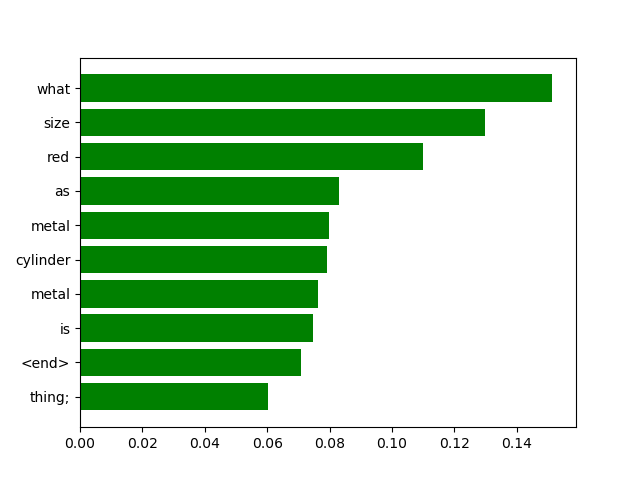 what
size
red
as
metal
cylinder
metal
is
<end>
thing;
0.00 0.02 0.04 0.06 0.08 0.10 0.12 0.14